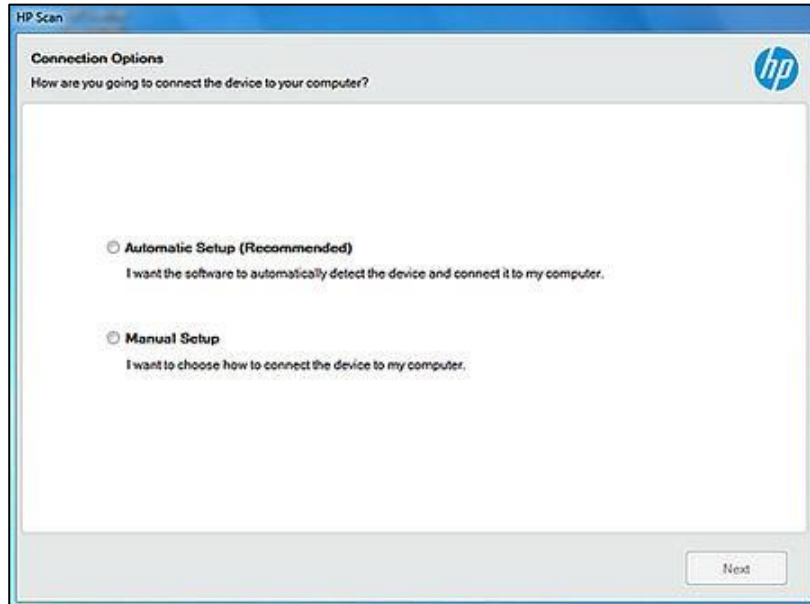 HP Scan
Connection Options
How are you going to connect the device to your computer?
hp
Automatic Setup (Recommended)
I want the software to automatically detect the device and connect it to my computer.
Manual Setup
I want to choose how to connect the device to my computer.
Next